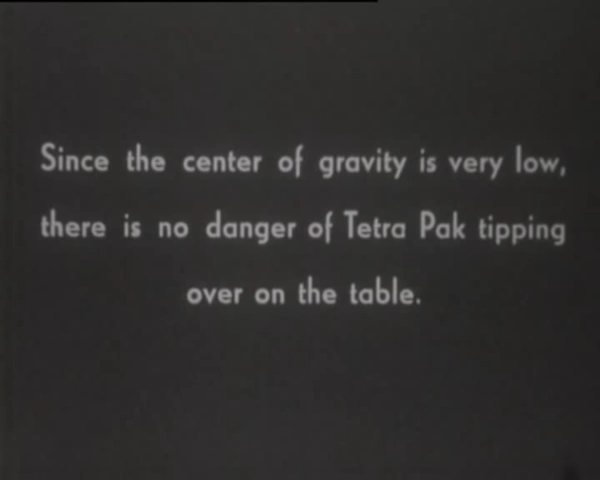 Since the center of gravity is very low,
there is no danger of Tetra Pak tipping
over on the table.